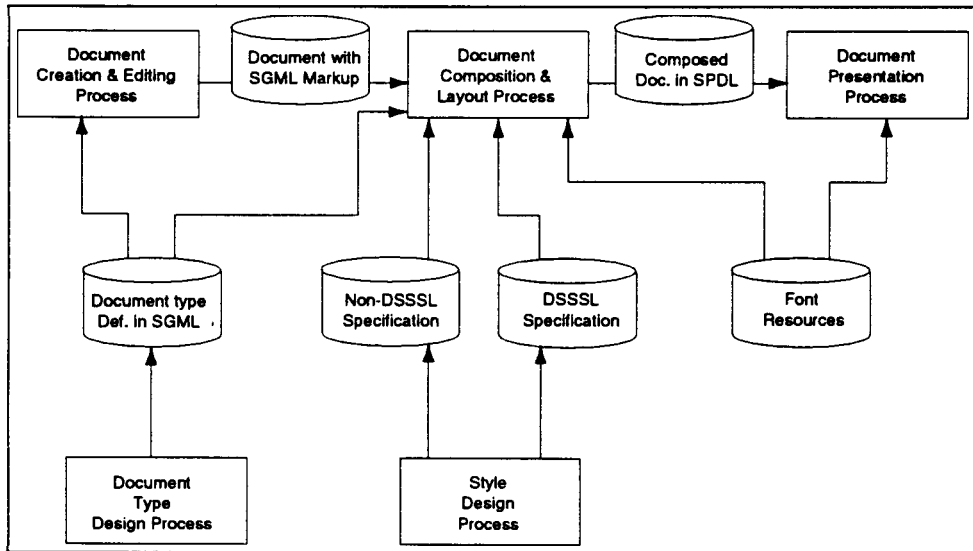 Document
Creation & Editing
Process
Document with
SGML Markup
Document
Composition &
Layout Process
Composed
Doc. in SPDL
Document
Presentation
Process
Document type
Def. in SGML
Non-DSSSL
Specification
DSSSL
Specification
Font
Resources
Document
Type
Design Process
Style
Design
Process